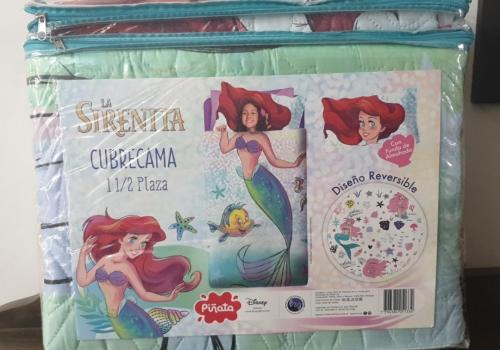 LA
SIRENITA
CUBRECAMA
1 1/2 Plaza
Con
Funda de
Almohada
Diseño Reversible
Piñata
Disney